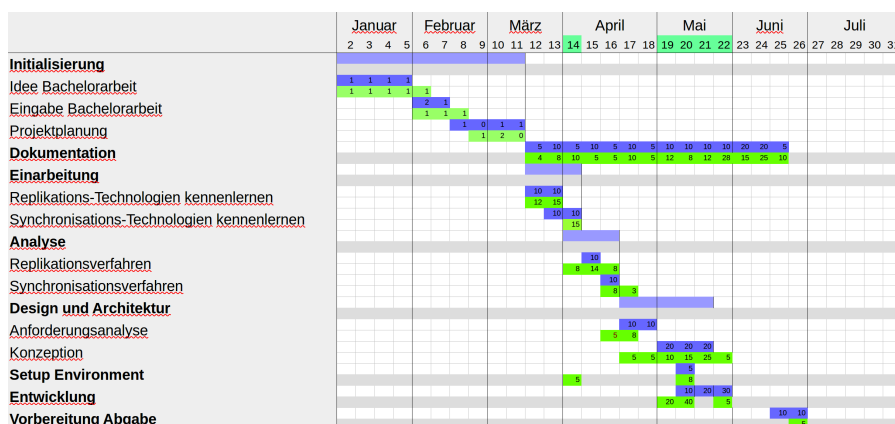 Januar Februar März April Mai Juni Juli
2 3 4 5 6 7 8 9 10 11 12 13 14 15 16 17 18 19 20 21 22 23 24 25 26 27 28 29 30
Initialisierung
Idee Bachelorarbeit 1 1 1 1
1 1 1 1 1
Eingabe Bachelorarbeit 2 1
1 1 1
Projektplanung 1 0 1 1
1 2 0
Dokumentation 5 10 5 10 5 10 5 10 10 10 10 20 20 5
4 8 10 5 5 10 5 12 8 12 28 15 25 10
Einarbeitung
Replikations-Technologien kennenlernen 10 10
12 15
Synchronisations-Technologien kennenlernen 10 10
15
Analyse
Replikationsverfahren 10
8 14 8
Synchronisationsverfahren 10
8 3
Design und Architektur
Anforderungsanalyse 10 10
5 8
Konzeption 20 20 20
5 5 10 15 25 5
Setup Environment 5
5 8
Entwicklung 10 20 30
20 40 5
Vorbereitung Abgabe 10 10